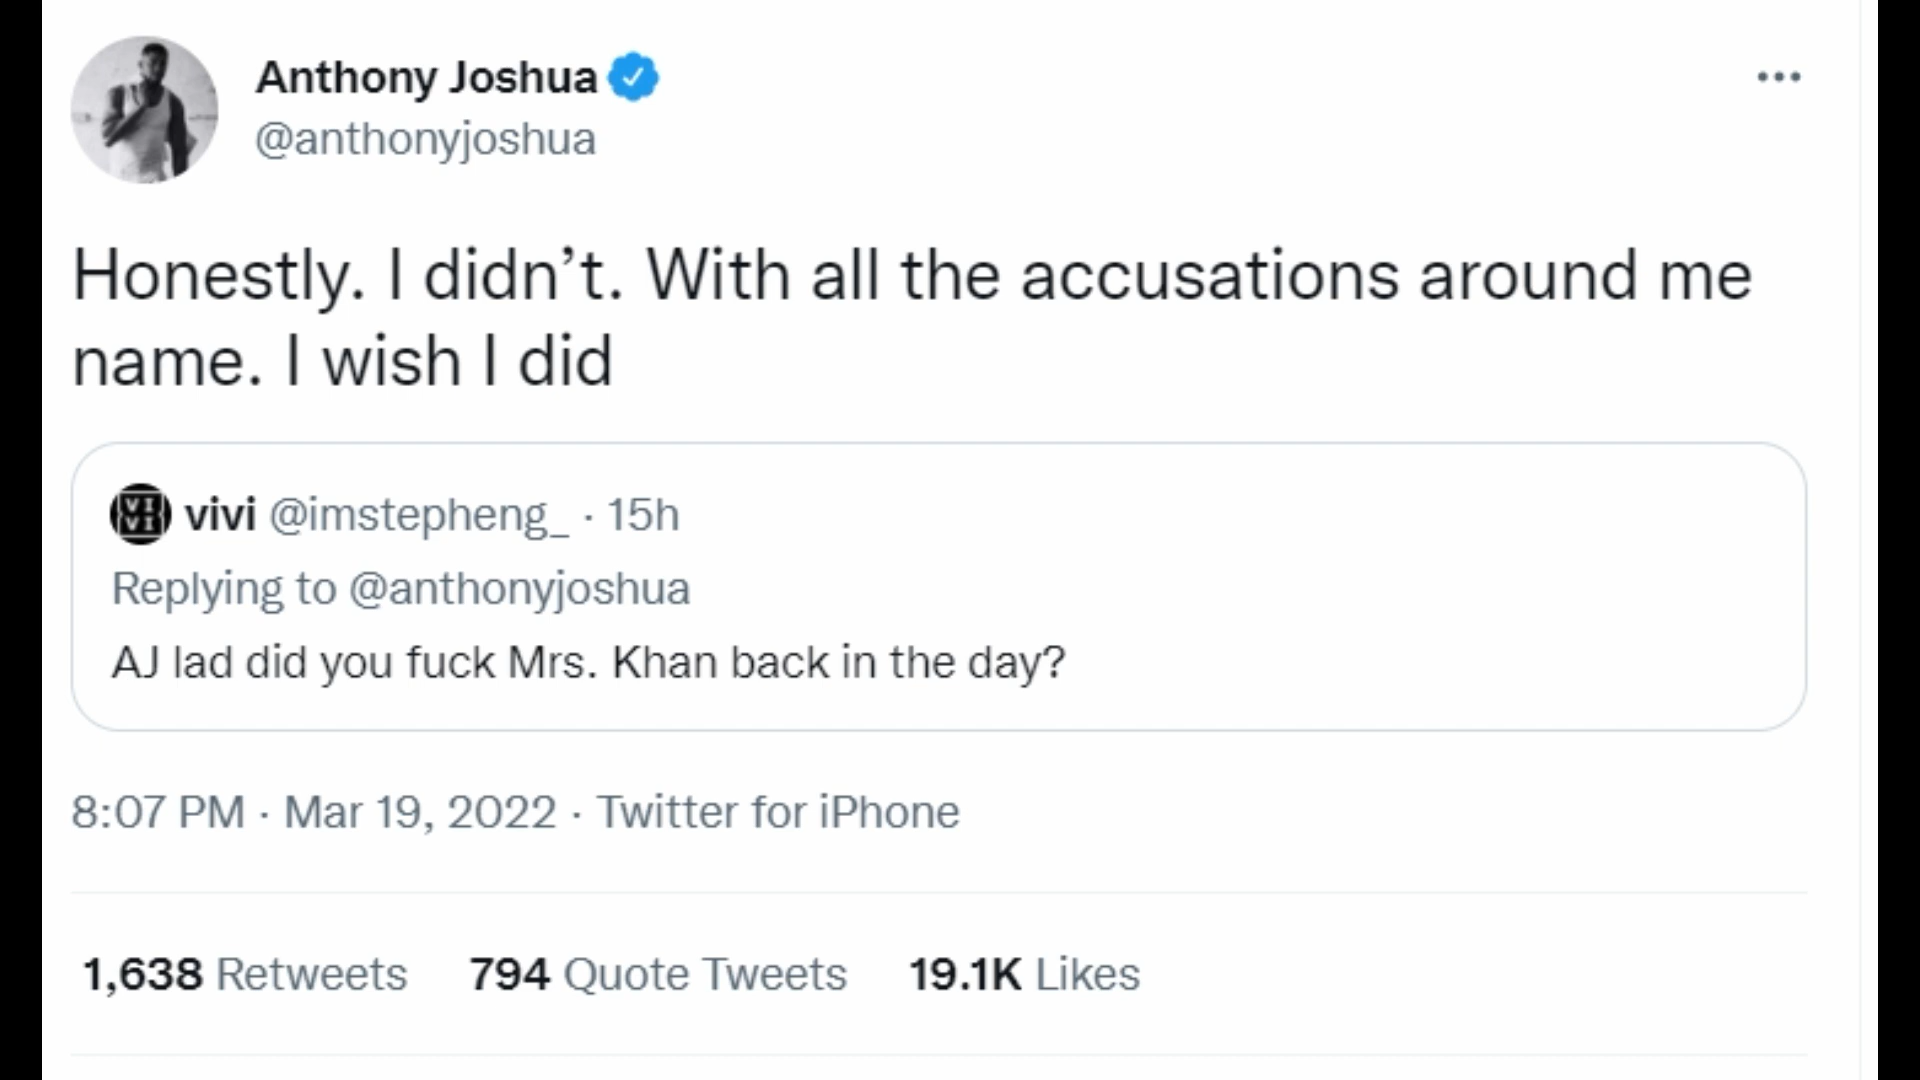 Anthony Joshua
@anthonyjoshua
Honestly. I didn’t. With all the accusations around me
name. I wish I did
VI
VI
vivi @imstepheng_ · 15h
Replying to @anthonyjoshua
AJ lad did you fuck Mrs. Khan back in the day?
8:07 PM · Mar 19, 2022 · Twitter for iPhone
1,638 Retweets 794 Quote Tweets 19.1K Likes